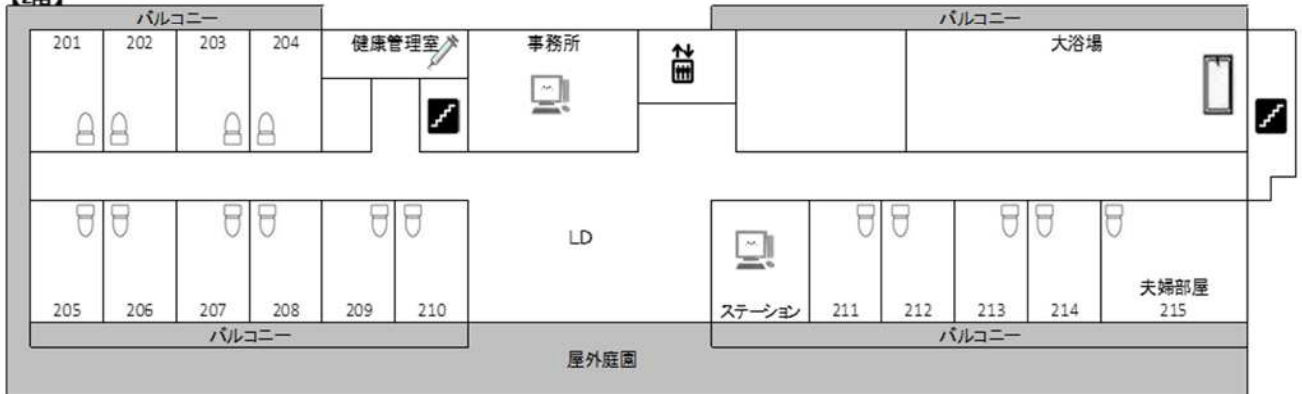 バルコニー バルコニー
201 202 203 204 健康管理室 事務所 大浴場
LD
夫婦部屋
205 206 207 208 209 210 ステーション 211 212 213 214 215
バルコニー バルコニー
屋外庭園